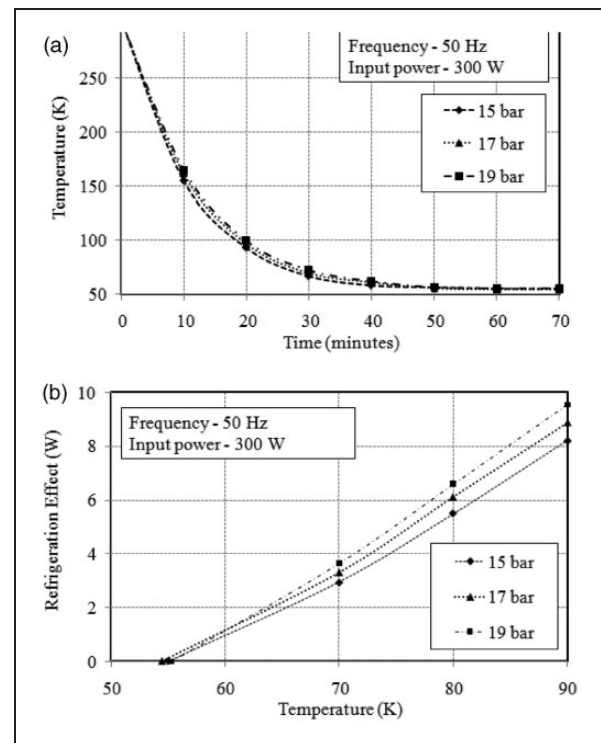 (a)
Frequency - 50 Hz
Input power - 300 W
15 bar
17 bar
19 bar
Temperature (K)
250
200
150
100
50
0 10 20 30 40 50 60 70
Time (minutes)
(b)
Frequency - 50 Hz
Input power - 300 W
15 bar
17 bar
19 bar
Refrigeration Effect (W)
10
8
6
4
2
0
50 60 70 80 90
Temperature (K)